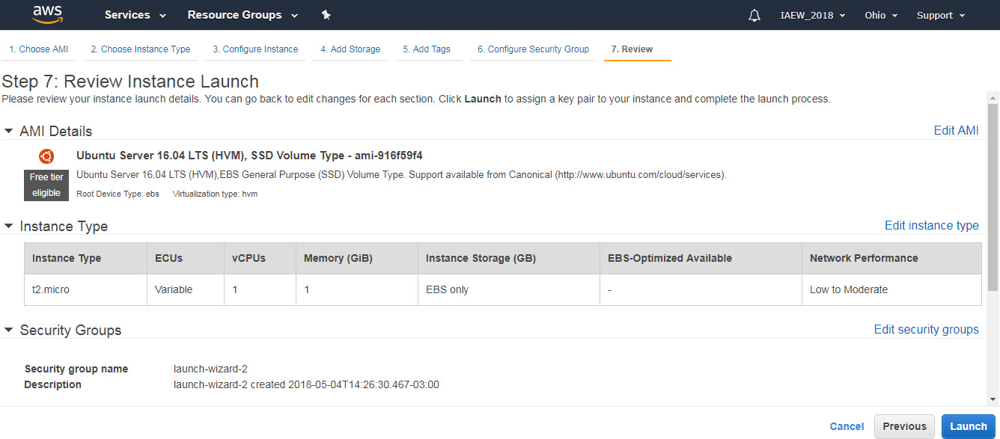 aws Services Resource Groups IAEW_2018 Ohio Support
1. Choose AMI 2. Choose Instance Type 3. Configure Instance 4. Add Storage 5. Add Tags 6. Configure Security Group 7. Review
Step 7: Review Instance Launch
Please review your instance launch details. You can go back to edit changes for each section. Click Launch to assign a key pair to your instance and complete the launch process.
AMI Details Edit AMI
Ubuntu Server 16.04 LTS (HVM), SSD Volume Type - ami-916f59f4
Free tier eligible
Ubuntu Server 16.04 LTS (HVM),EBS General Purpose (SSD) Volume Type. Support available from Canonical (http://www.ubuntu.com/cloud/services).
Root Device Type: ebs Virtualization type: hvm
Instance Type Edit instance type
Instance Type ECUs vCPUs Memory (GiB) Instance Storage (GB) EBS-Optimized Available Network Performance
t2.micro Variable 1 1 EBS only - Low to Moderate
Security Groups Edit security groups
Security group name launch-wizard-2
Description launch-wizard-2 created 2018-05-04T14:26:30.467-03:00
Cancel Previous Launch